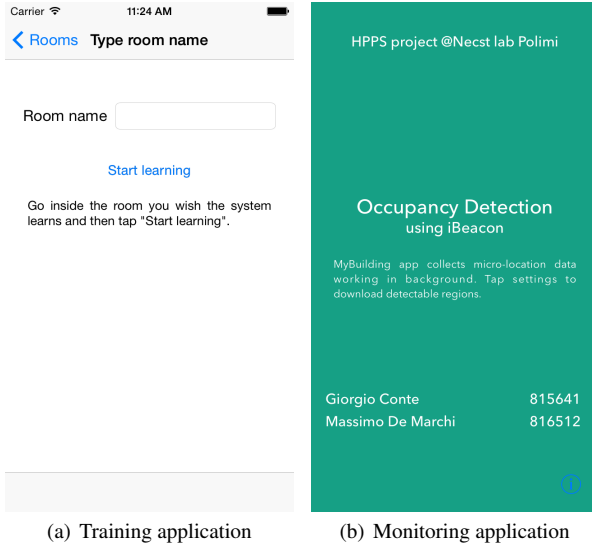 Carrier 11:24 AM
Rooms Type room name
Room name
Start learning
Go inside the room you wish the system
learns and then tap "Start learning".
(a) Training application
HPPS project @Necst lab Polimi
Occupancy Detection
using iBeacon
MyBuilding app collects micro-location data
working in background. Tap settings to
download detectable regions.
Giorgio Conte 815641
Massimo De Marchi 816512
(b) Monitoring application